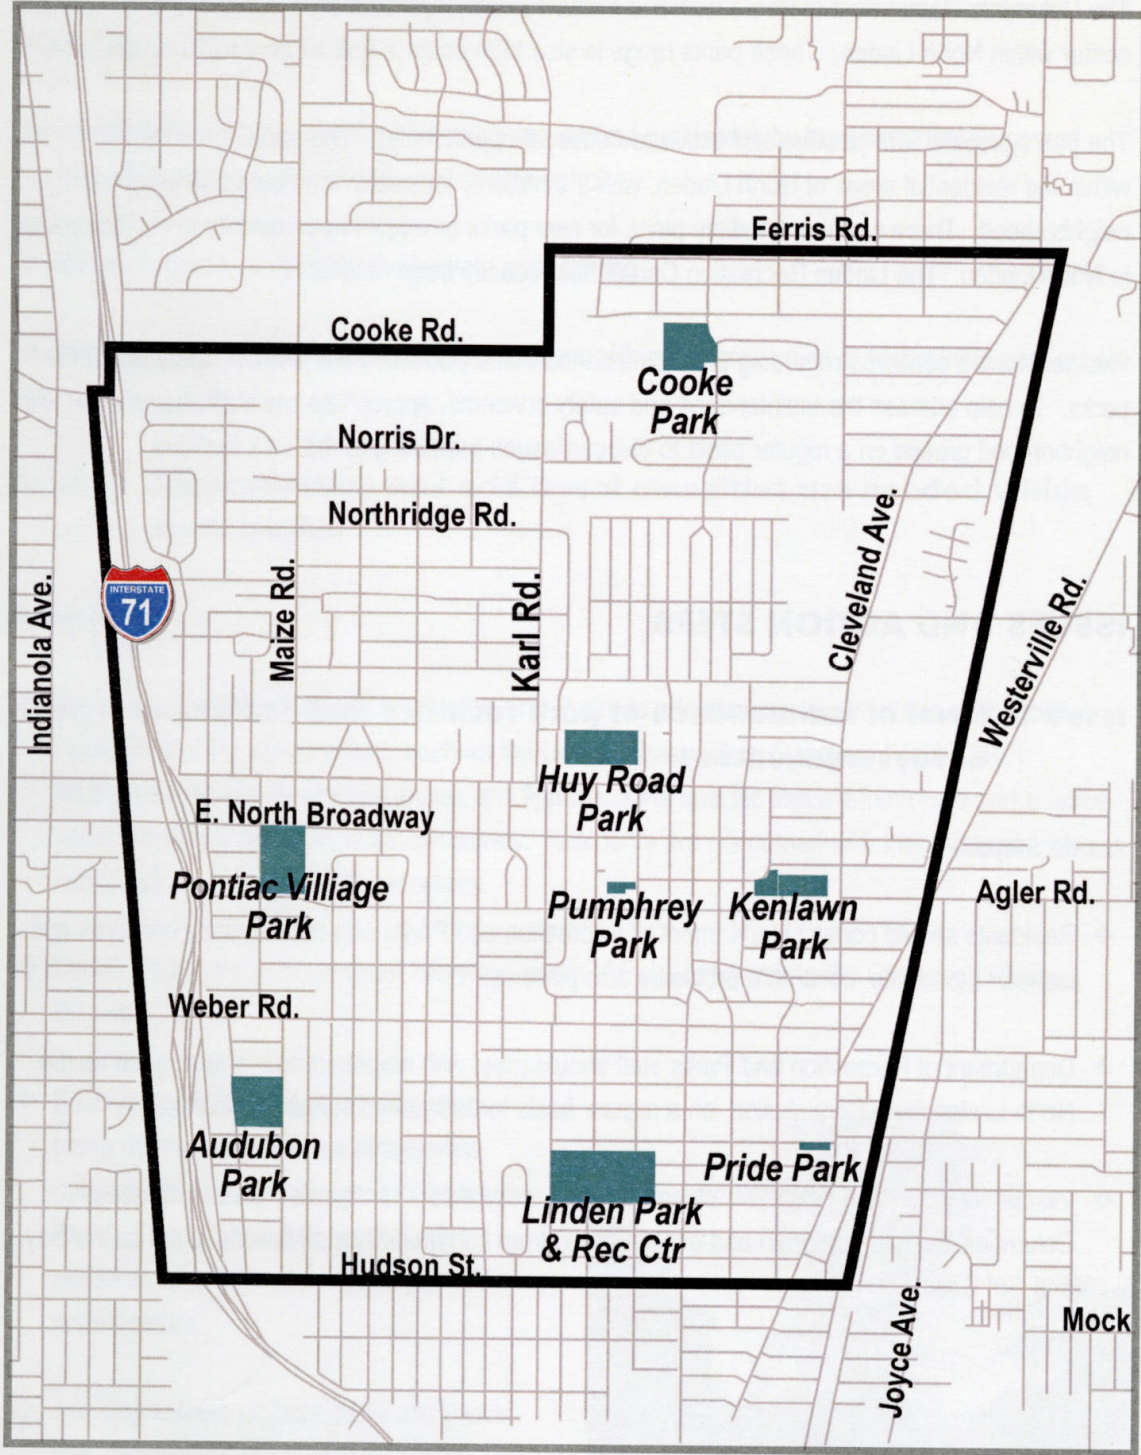 Ferris Rd.
Cooke Rd.
Cooke
Park
Norris Dr.
Northridge Rd.
INTERSTATE
71
Indianola Ave.
Maize Rd.
Karl Rd.
Cleveland Ave.
Westerville Rd.
Huy Road
Park
E. North Broadway
Pontiac Villiage
Park
Pumphrey
Park
Kenlawn
Park
Agler Rd.
Weber Rd.
Audubon
Park
Linden Park
& Rec Ctr
Pride Park
Hudson St.
Joyce Ave.
Mock